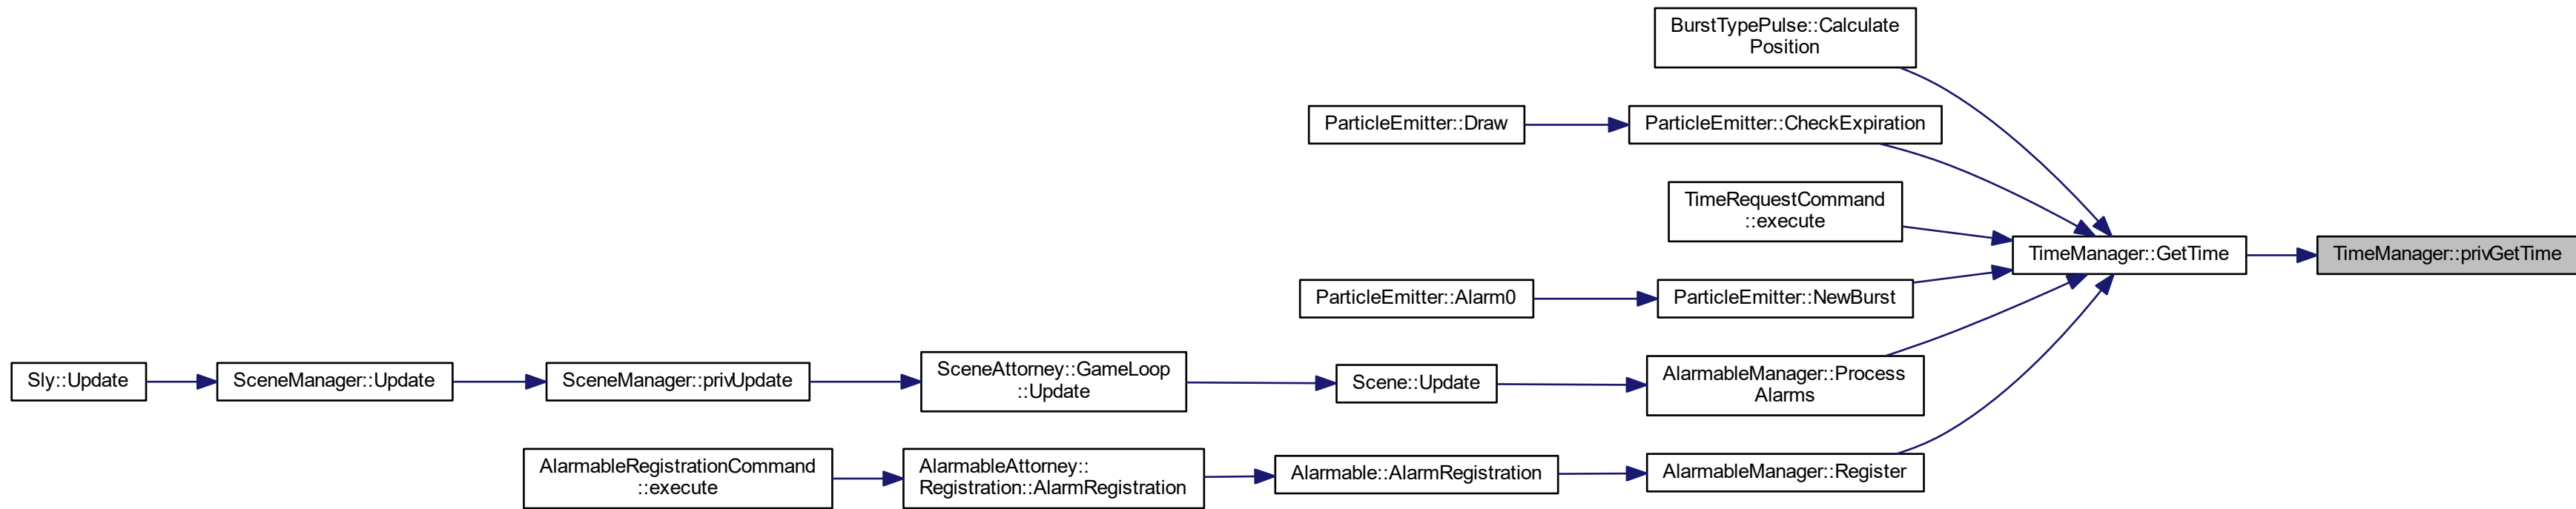 BurstTypePulse::Calculate
Position
ParticleEmitter::Draw
ParticleEmitter::CheckExpiration
TimeRequestCommand
::execute
TimeManager::GetTime
TimeManager::privGetTime
ParticleEmitter::Alarm0
ParticleEmitter::NewBurst
Sly::Update
SceneManager::Update
SceneManager::privUpdate
SceneAttorney::GameLoop
::Update
Scene::Update
AlarmableManager::Process
Alarms
AlarmableRegistrationCommand
::execute
AlarmableAttorney::
Registration::AlarmRegistration
Alarmable::AlarmRegistration
AlarmableManager::Register